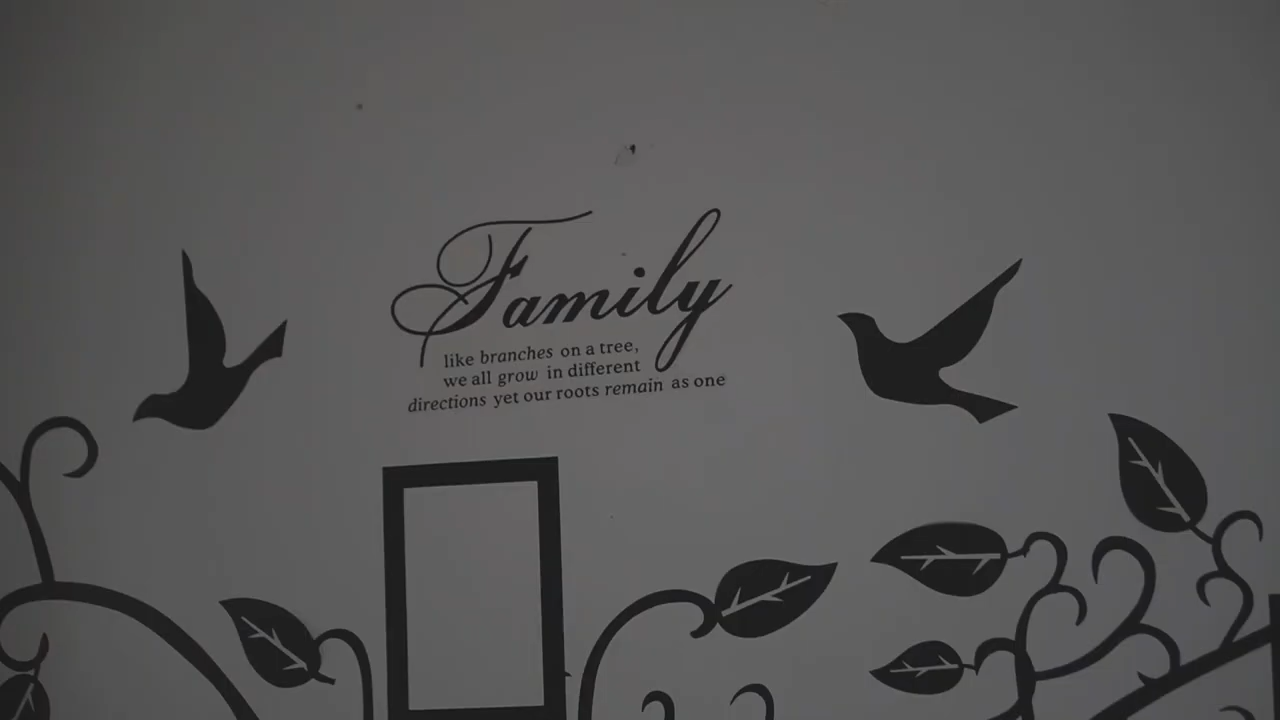 Family
like branches on a tree,
we all grow in different
directions yet our roots remain as one